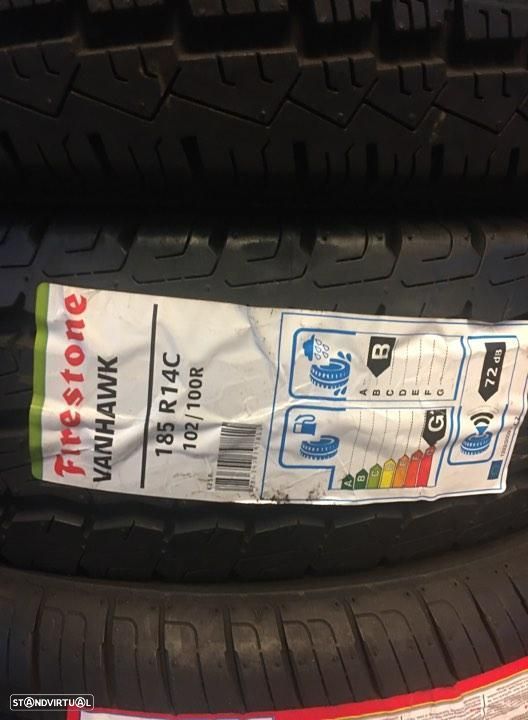 Firestone
VANHAWK
185 R14C
102/100R
B
A
B
C
D
E
F
G
G
A
B
C
D
E
F
G
72 dB
STANDVIRTUAL